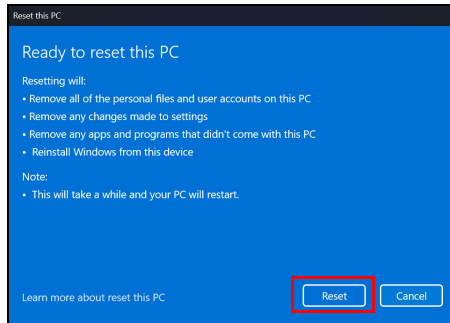 Reset this PC
Ready to reset this PC
Resetting will:
• Remove all of the personal files and user accounts on this PC
• Remove any changes made to settings
• Remove any apps and programs that didn't come with this PC
• Reinstall Windows from this device
Note:
• This will take a while and your PC will restart.
Learn more about reset this PC
Reset
Cancel